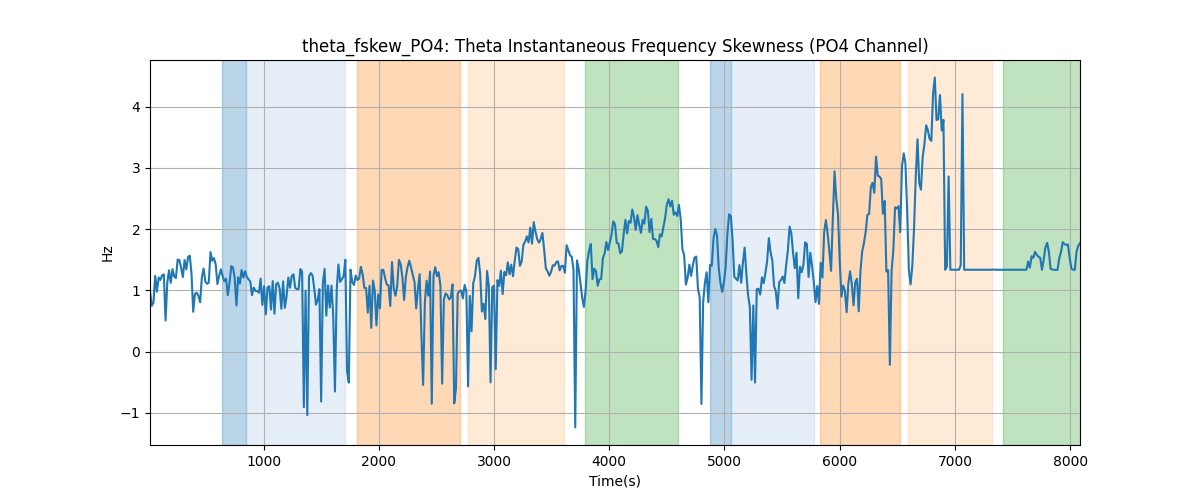 theta_fskew_PO4: Theta Instantaneous Frequency Skewness (PO4 Channel)
4
3
2
1
0
−1
Hz
1000 2000 3000 4000 5000 6000 7000 8000
Time(s)